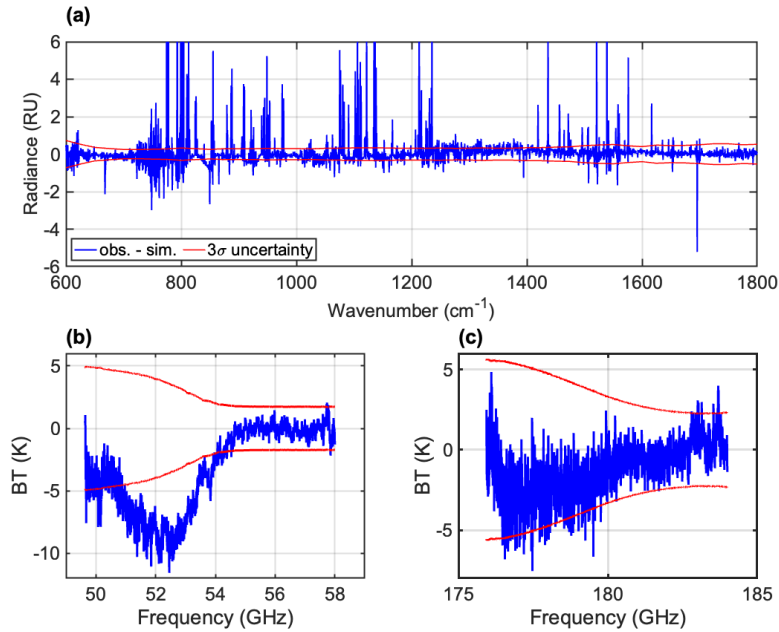 (a)
6
4
2
0
-2
-4
-6
Radiance (RU)
obs. - sim.
3σ uncertainty
600
800
1000
1200
1400
1600
1800
Wavenumber (cm⁻¹)
(b)
5
0
-5
-10
BT (K)
50
52
54
56
58
Frequency (GHz)
(c)
5
0
-5
BT (K)
175
180
185
Frequency (GHz)